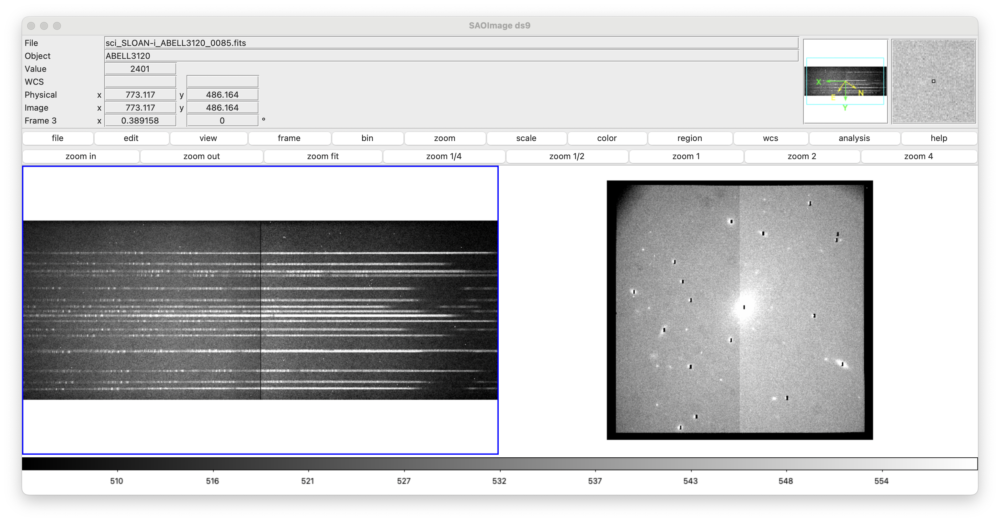 SAOImage ds9
File sci_SLOAN-i_ABELL3120_0085.fits
Object ABELL3120
Value 2401
WCS
Physical x 773.117 y 486.164
Image x 773.117 y 486.164
Frame 3 x 0.389158 0 °
X N E Y
file edit view frame bin zoom scale color region wcs analysis help
zoom in zoom out zoom fit zoom 1/4 zoom 1/2 zoom 1 zoom 2 zoom 4
510 516 521 527 532 537 543 548 554